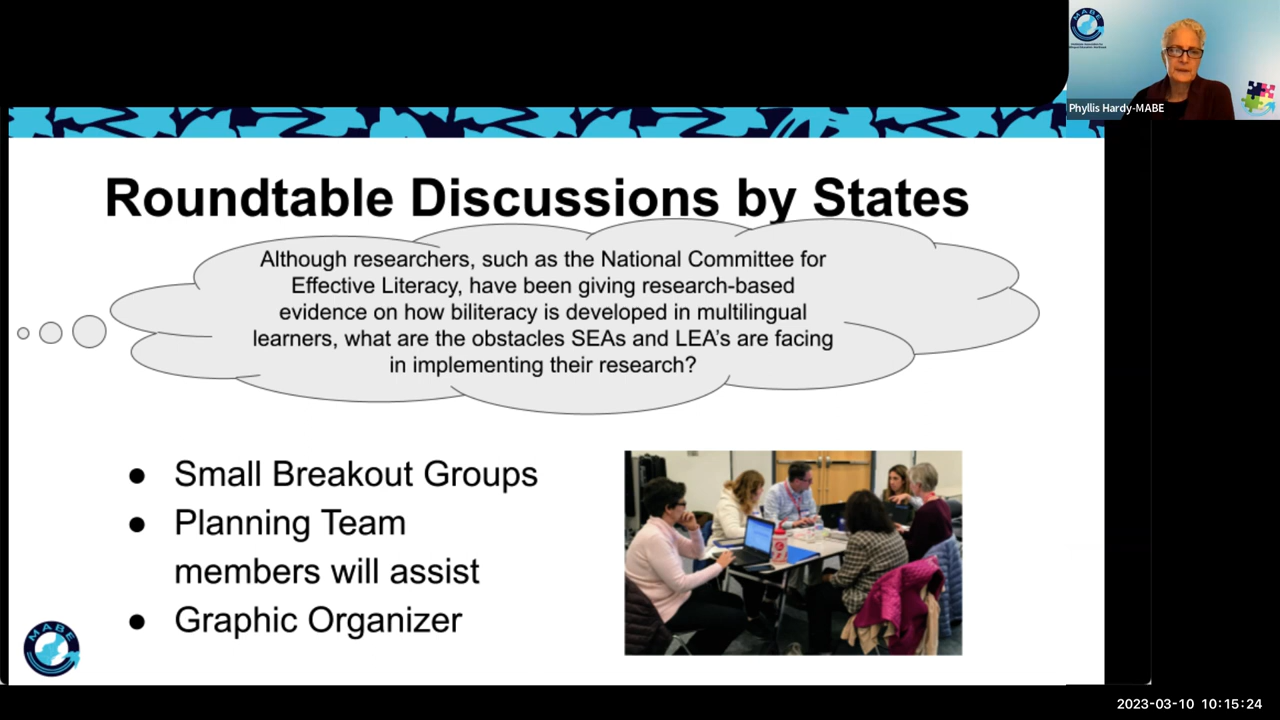 Phyllis Hardy-MABE
Roundtable Discussions by States
Although researchers, such as the National Committee for
Effective Literacy, have been giving research-based
evidence on how biliteracy is developed in multilingual
learners, what are the obstacles SEAs and LEA’s are facing
in implementing their research?
● Small Breakout Groups
● Planning Team
members will assist
● Graphic Organizer
MABE
2023-03-10 10:15:24